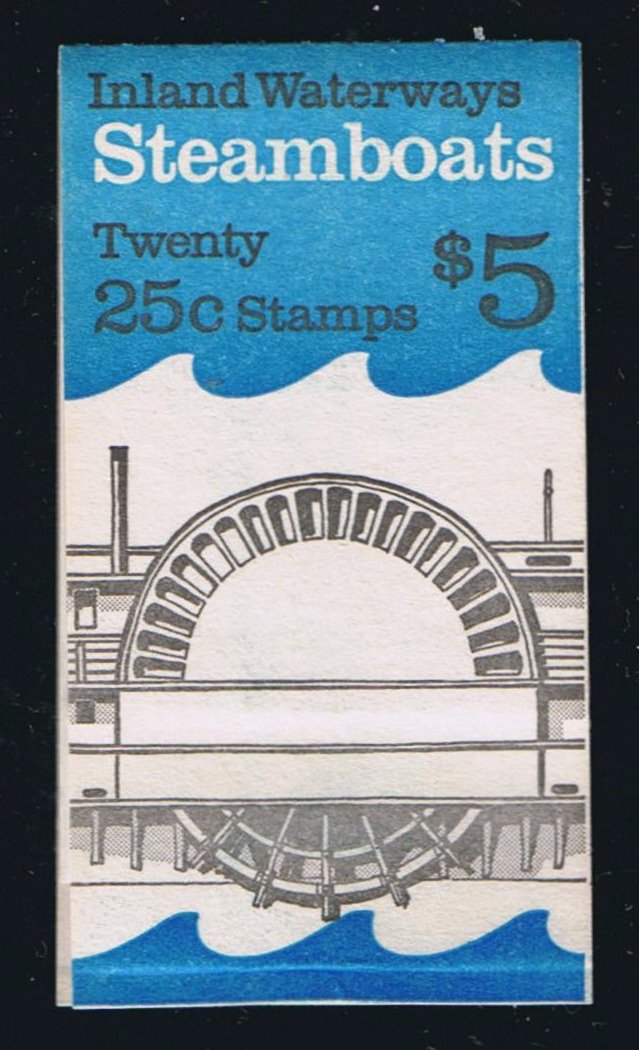 Inland Waterways
Steamboats
Twenty
25c Stamps $5